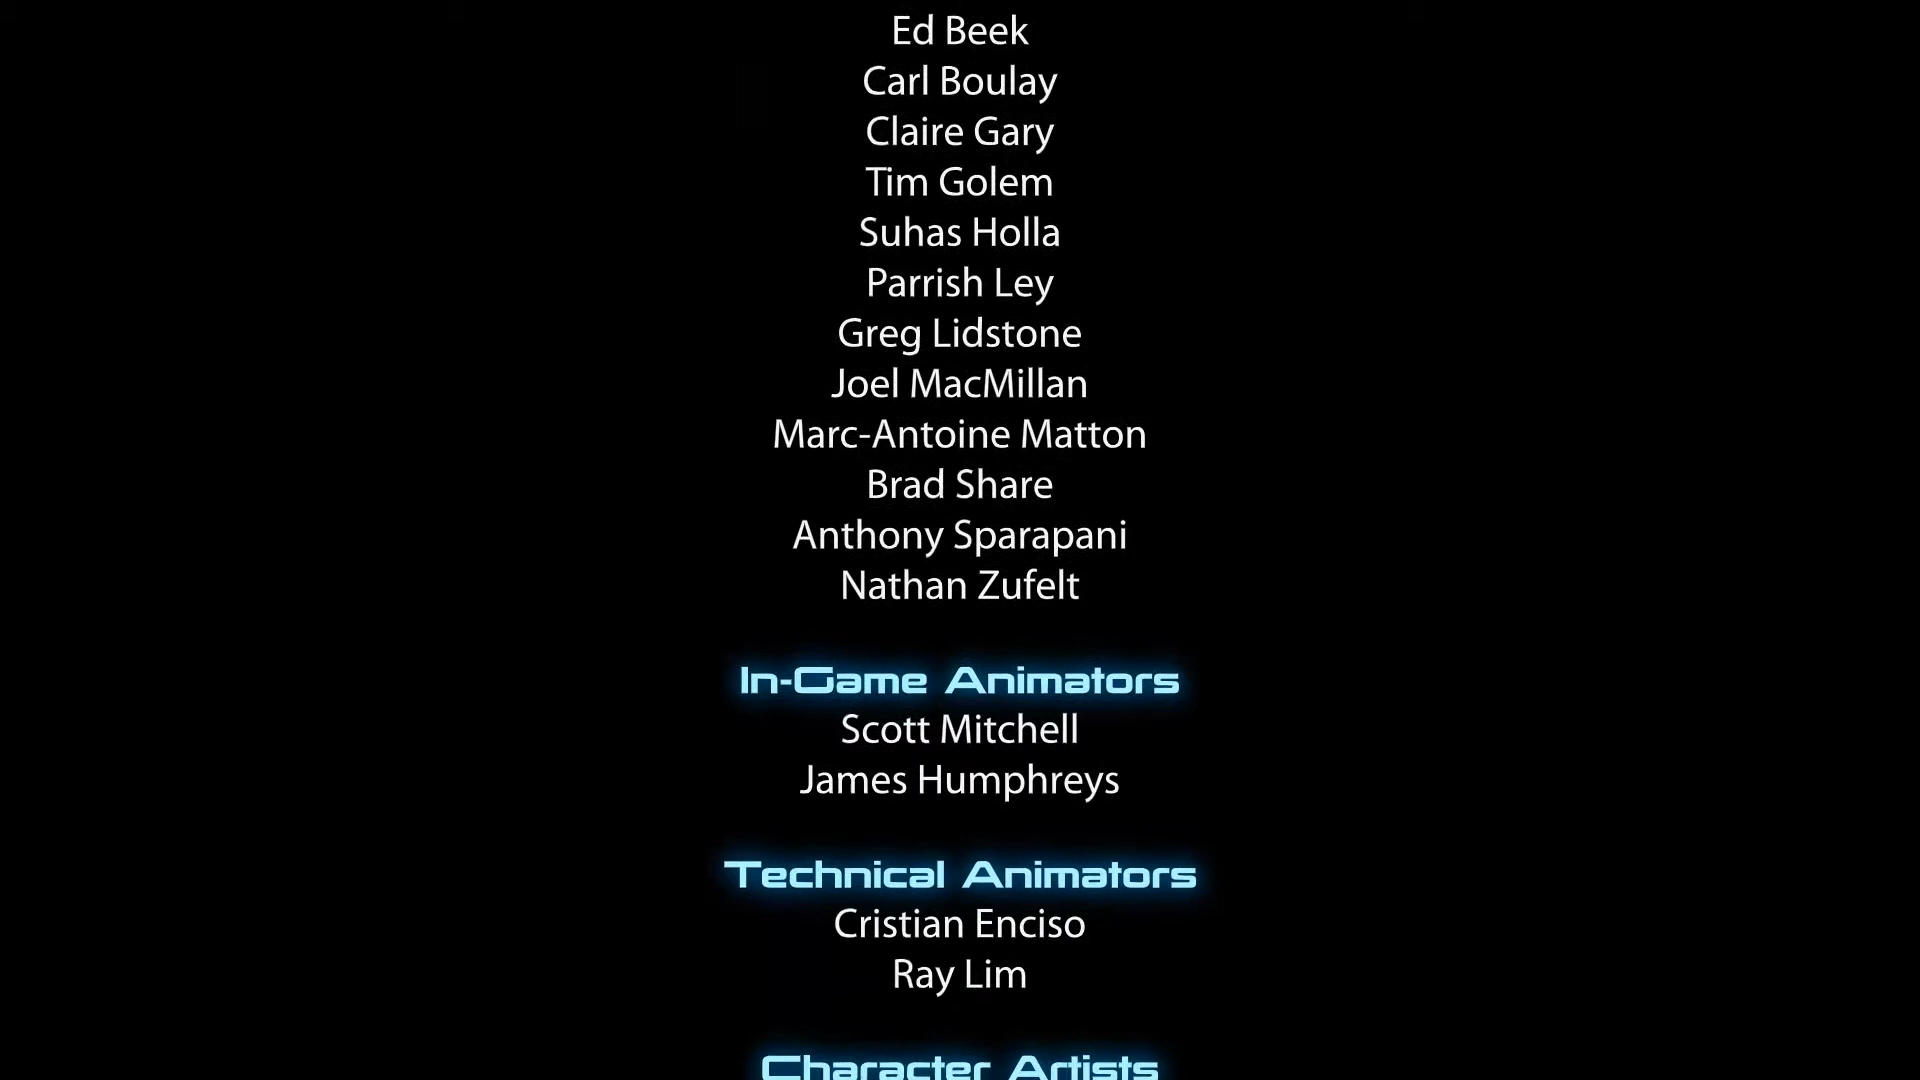 Ed Beek
Carl Boulay
Claire Gary
Tim Golem
Suhas Holla
Parrish Ley
Greg Lidstone
Joel MacMillan
Marc-Antoine Matton
Brad Share
Anthony Sparapani
Nathan Zufelt
In-Game Animators
Scott Mitchell
James Humphreys
Technical Animators
Cristian Enciso
Ray Lim
Character Artists